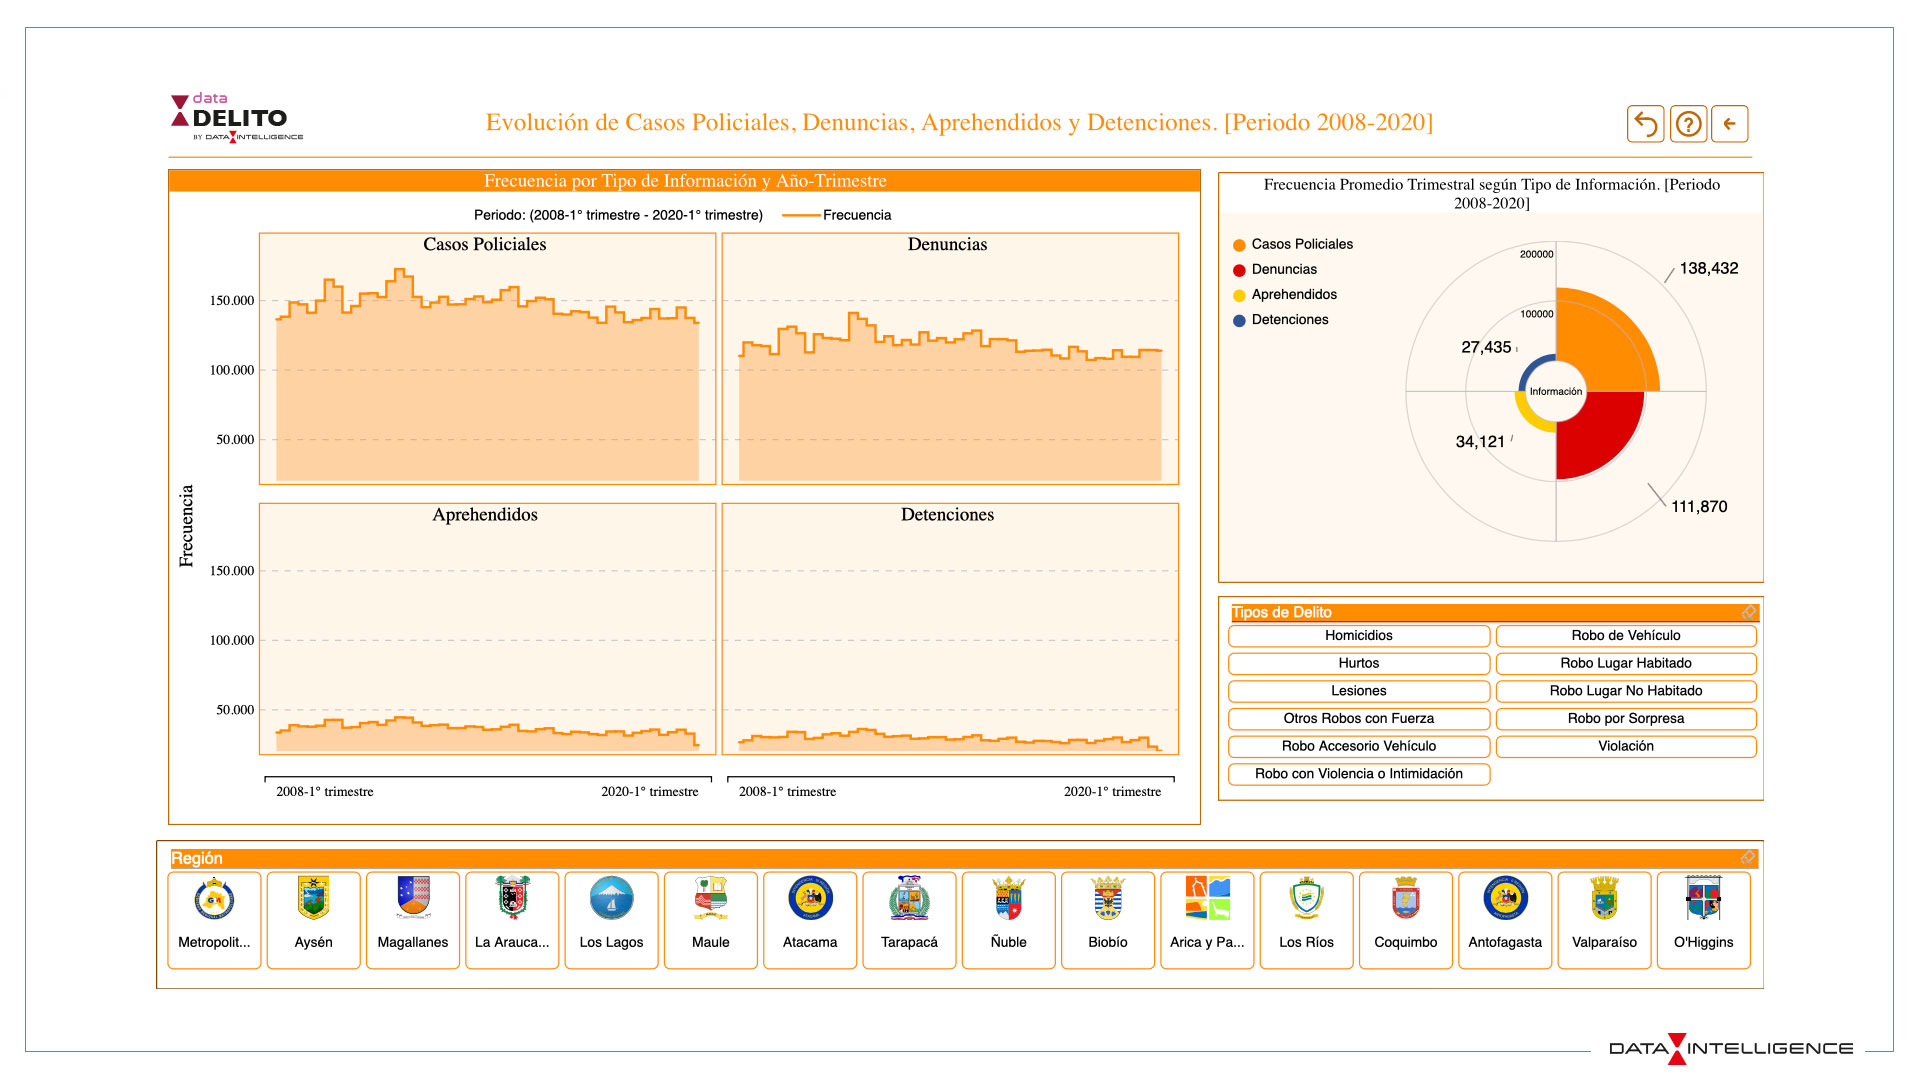 data
DELITO
BY DATA INTELLIGENCE
Evolución de Casos Policiales, Denuncias, Aprehendidos y Detenciones. [Periodo 2008-2020]
Frecuencia por Tipo de Información y Año-Trimestre
Periodo: (2008-1° trimestre - 2020-1° trimestre)
Frecuencia
Casos Policiales
Denuncias
150.000
100.000
50.000
Frecuencia
Aprehendidos
Detenciones
150.000
100.000
50.000
2008-1° trimestre
2020-1° trimestre
2008-1° trimestre
2020-1° trimestre
Frecuencia Promedio Trimestral según Tipo de Información. [Periodo
2008-2020]
Casos Policiales
Denuncias
Aprehendidos
Detenciones
200000
100000
138,432
27,435
Información
34,121
111,870
Tipos de Delito
Homicidios
Robo de Vehículo
Hurtos
Robo Lugar Habitado
Lesiones
Robo Lugar No Habitado
Otros Robos con Fuerza
Robo por Sorpresa
Robo Accesorio Vehículo
Violación
Robo con Violencia o Intimidación
Región
Metropolit...
Aysén
Magallanes
La Arauca...
Los Lagos
Maule
Atacama
Tarapacá
Ñuble
Biobío
Arica y Pa...
Los Ríos
Coquimbo
Antofagasta
Valparaíso
O'Higgins
DATA INTELLIGENCE